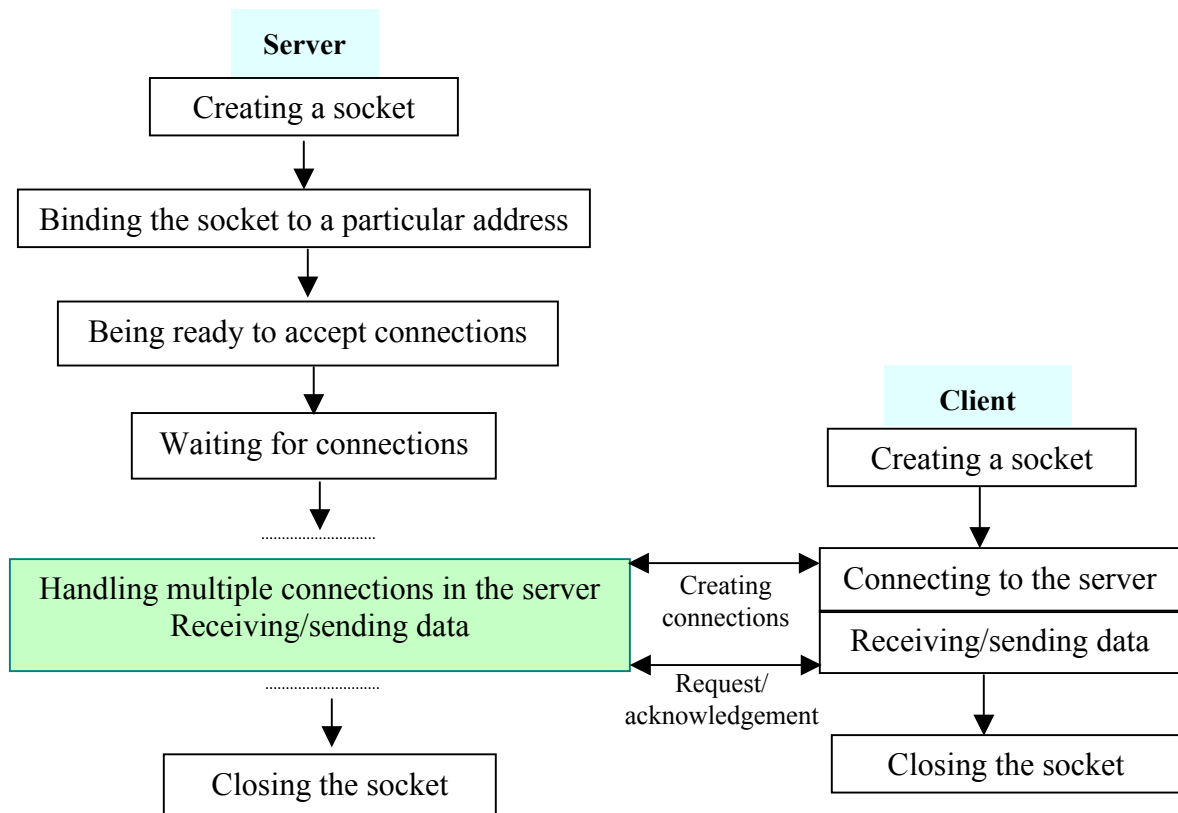 Server
Creating a socket
Binding the socket to a particular address
Being ready to accept connections
Waiting for connections
Handling multiple connections in the server
Receiving/sending data
Closing the socket
Creating
connections
Request/
acknowledgement
Client
Creating a socket
Connecting to the server
Receiving/sending data
Closing the socket